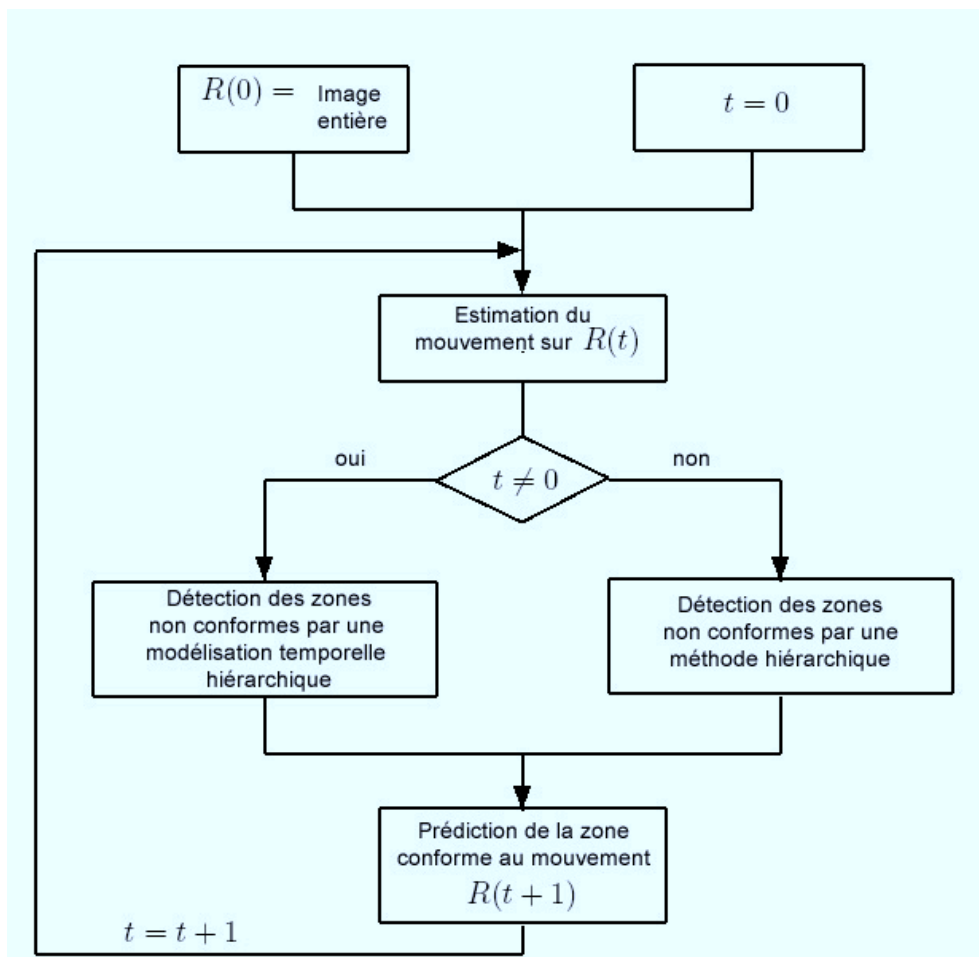 R(0) = Image
entière
t = 0
Estimation du
mouvement sur R(t)
oui
t ≠ 0
non
Détection des zones
non conformes par une
modélisation temporelle
hiérarchique
Détection des zones
non conformes par une
méthode hiérarchique
Prédiction de la zone
conforme au mouvement
R(t + 1)
t = t + 1